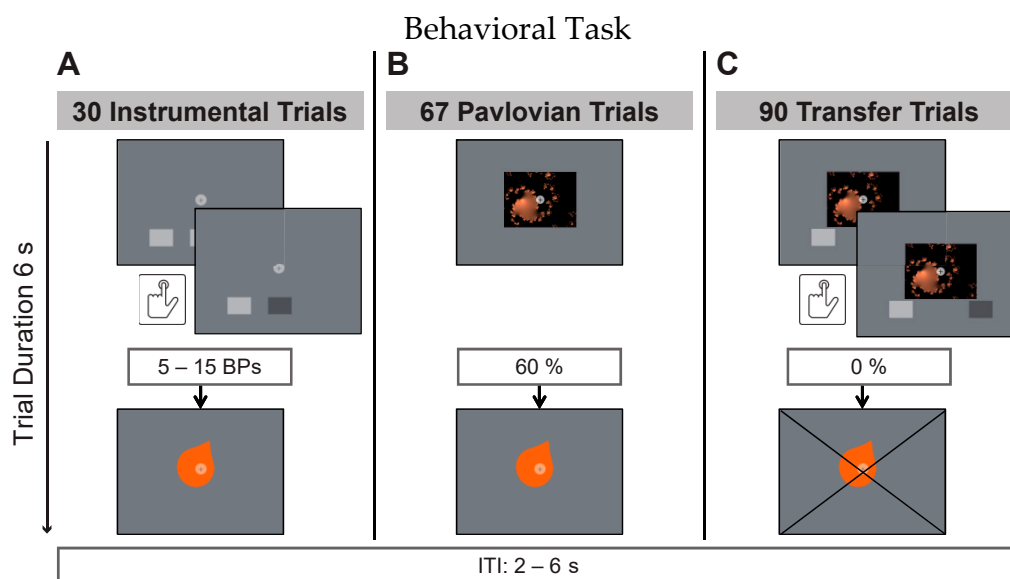 Behavioral Task
A
B
C
30 Instrumental Trials
67 Pavlovian Trials
90 Transfer Trials
Trial Duration 6 s
5 – 15 BPs
60 %
0 %
ITI: 2 – 6 s